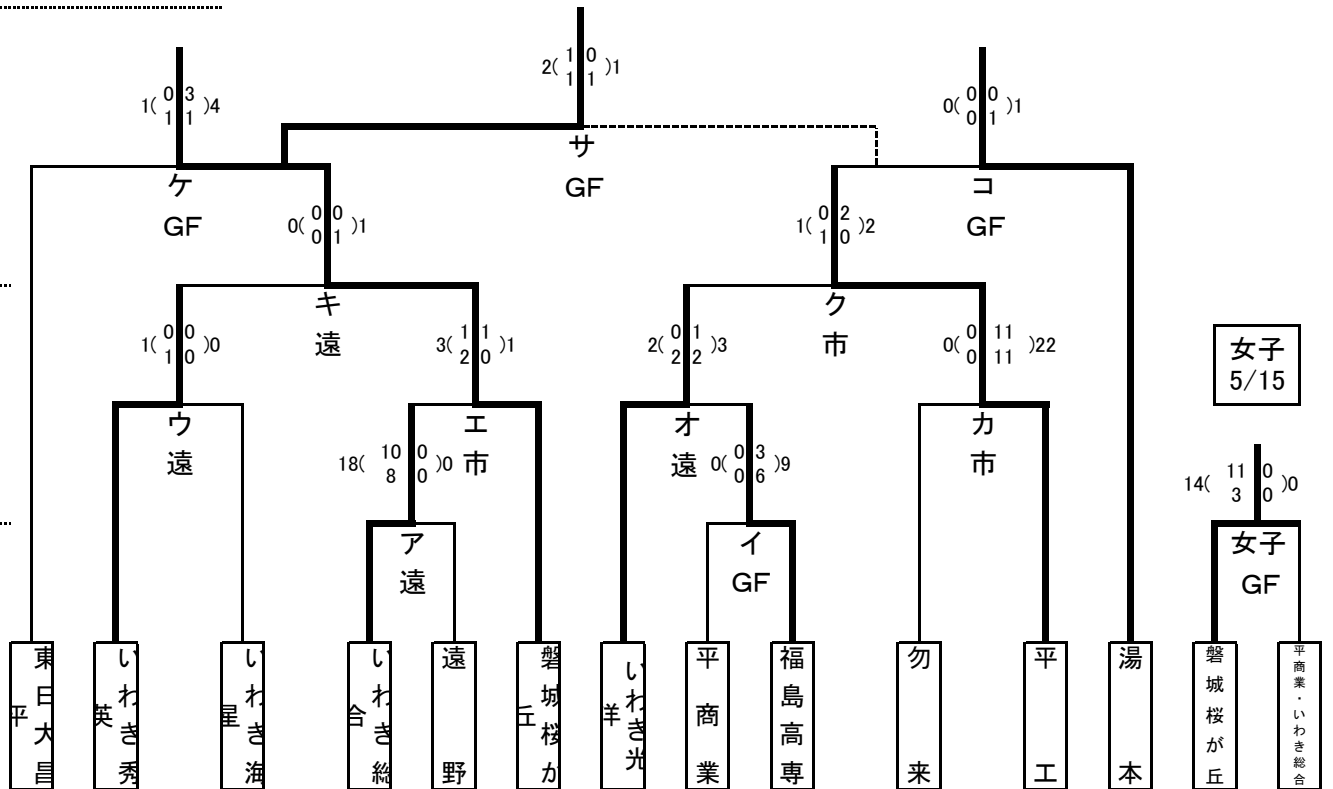 2( 1 0 )1
1 1
1( 0 3 )4
1 1
0( 0 0 )1
0 1
サ
GF
ケ
GF
コ
GF
0( 0 0 )1
0 1
1( 0 2 )2
1 0
キ
遠
ク
市
1( 0 0 )0
1 0
3( 1 1 )1
2 0
2( 0 1 )3
2 2
0( 0 11 )22
0 11
女子
5/15
ウ
遠
エ
市
オ
遠
カ
市
18( 10 0 )0
8 0
0( 0 3 )9
0 6
14( 11 0 )0
3 0
ア
遠
イ
GF
女子
GF
東日大昌
平
いわき秀
英
いわき海
星
いわき総
合
遠野
磐城桜が
丘
いわき光
洋
平商業
福島高専
勿来
平工
湯本
磐城桜が丘
平商業・いわき総合